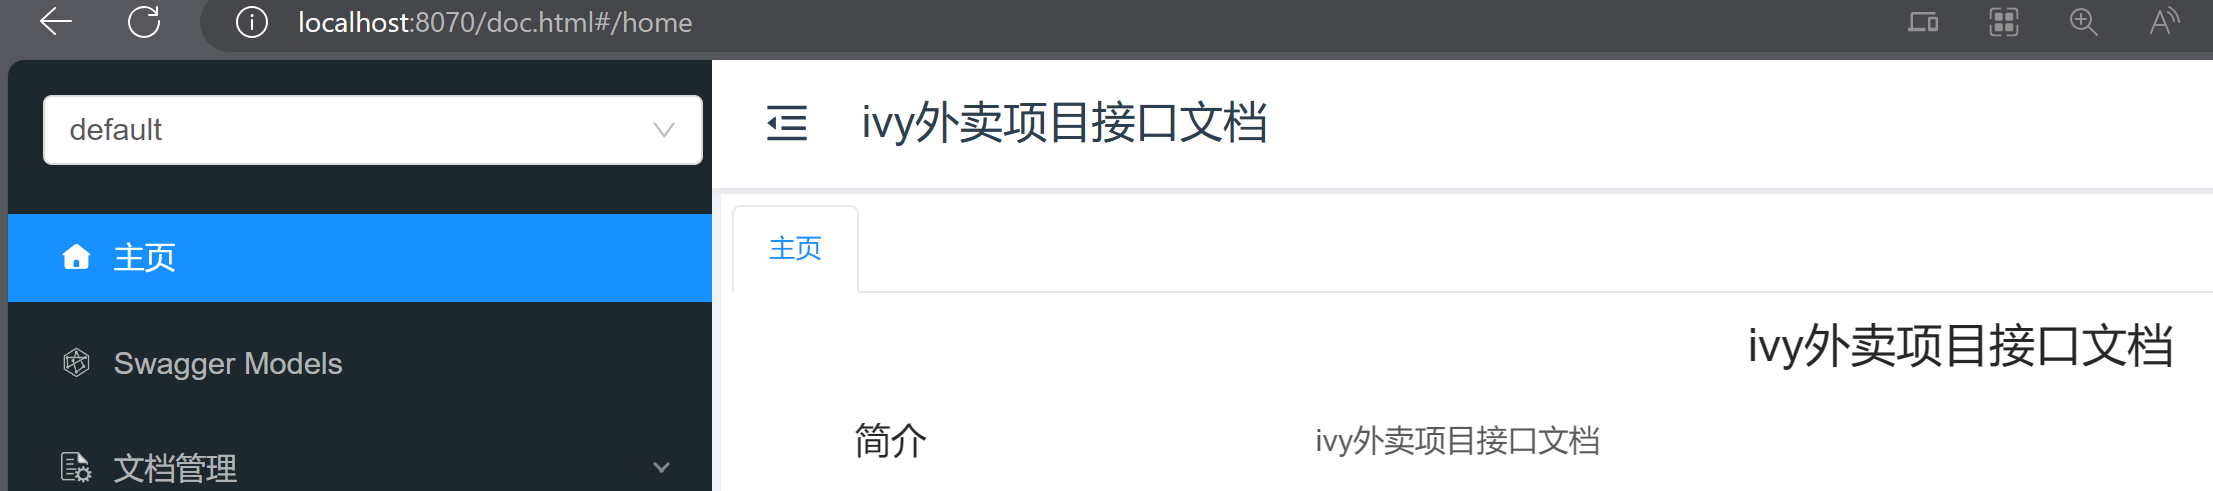 localhost:8070/doc.html#/home
default
ivy外卖项目接口文档
主页
主页
Swagger Models
文档管理
ivy外卖项目接口文档
简介
ivy外卖项目接口文档